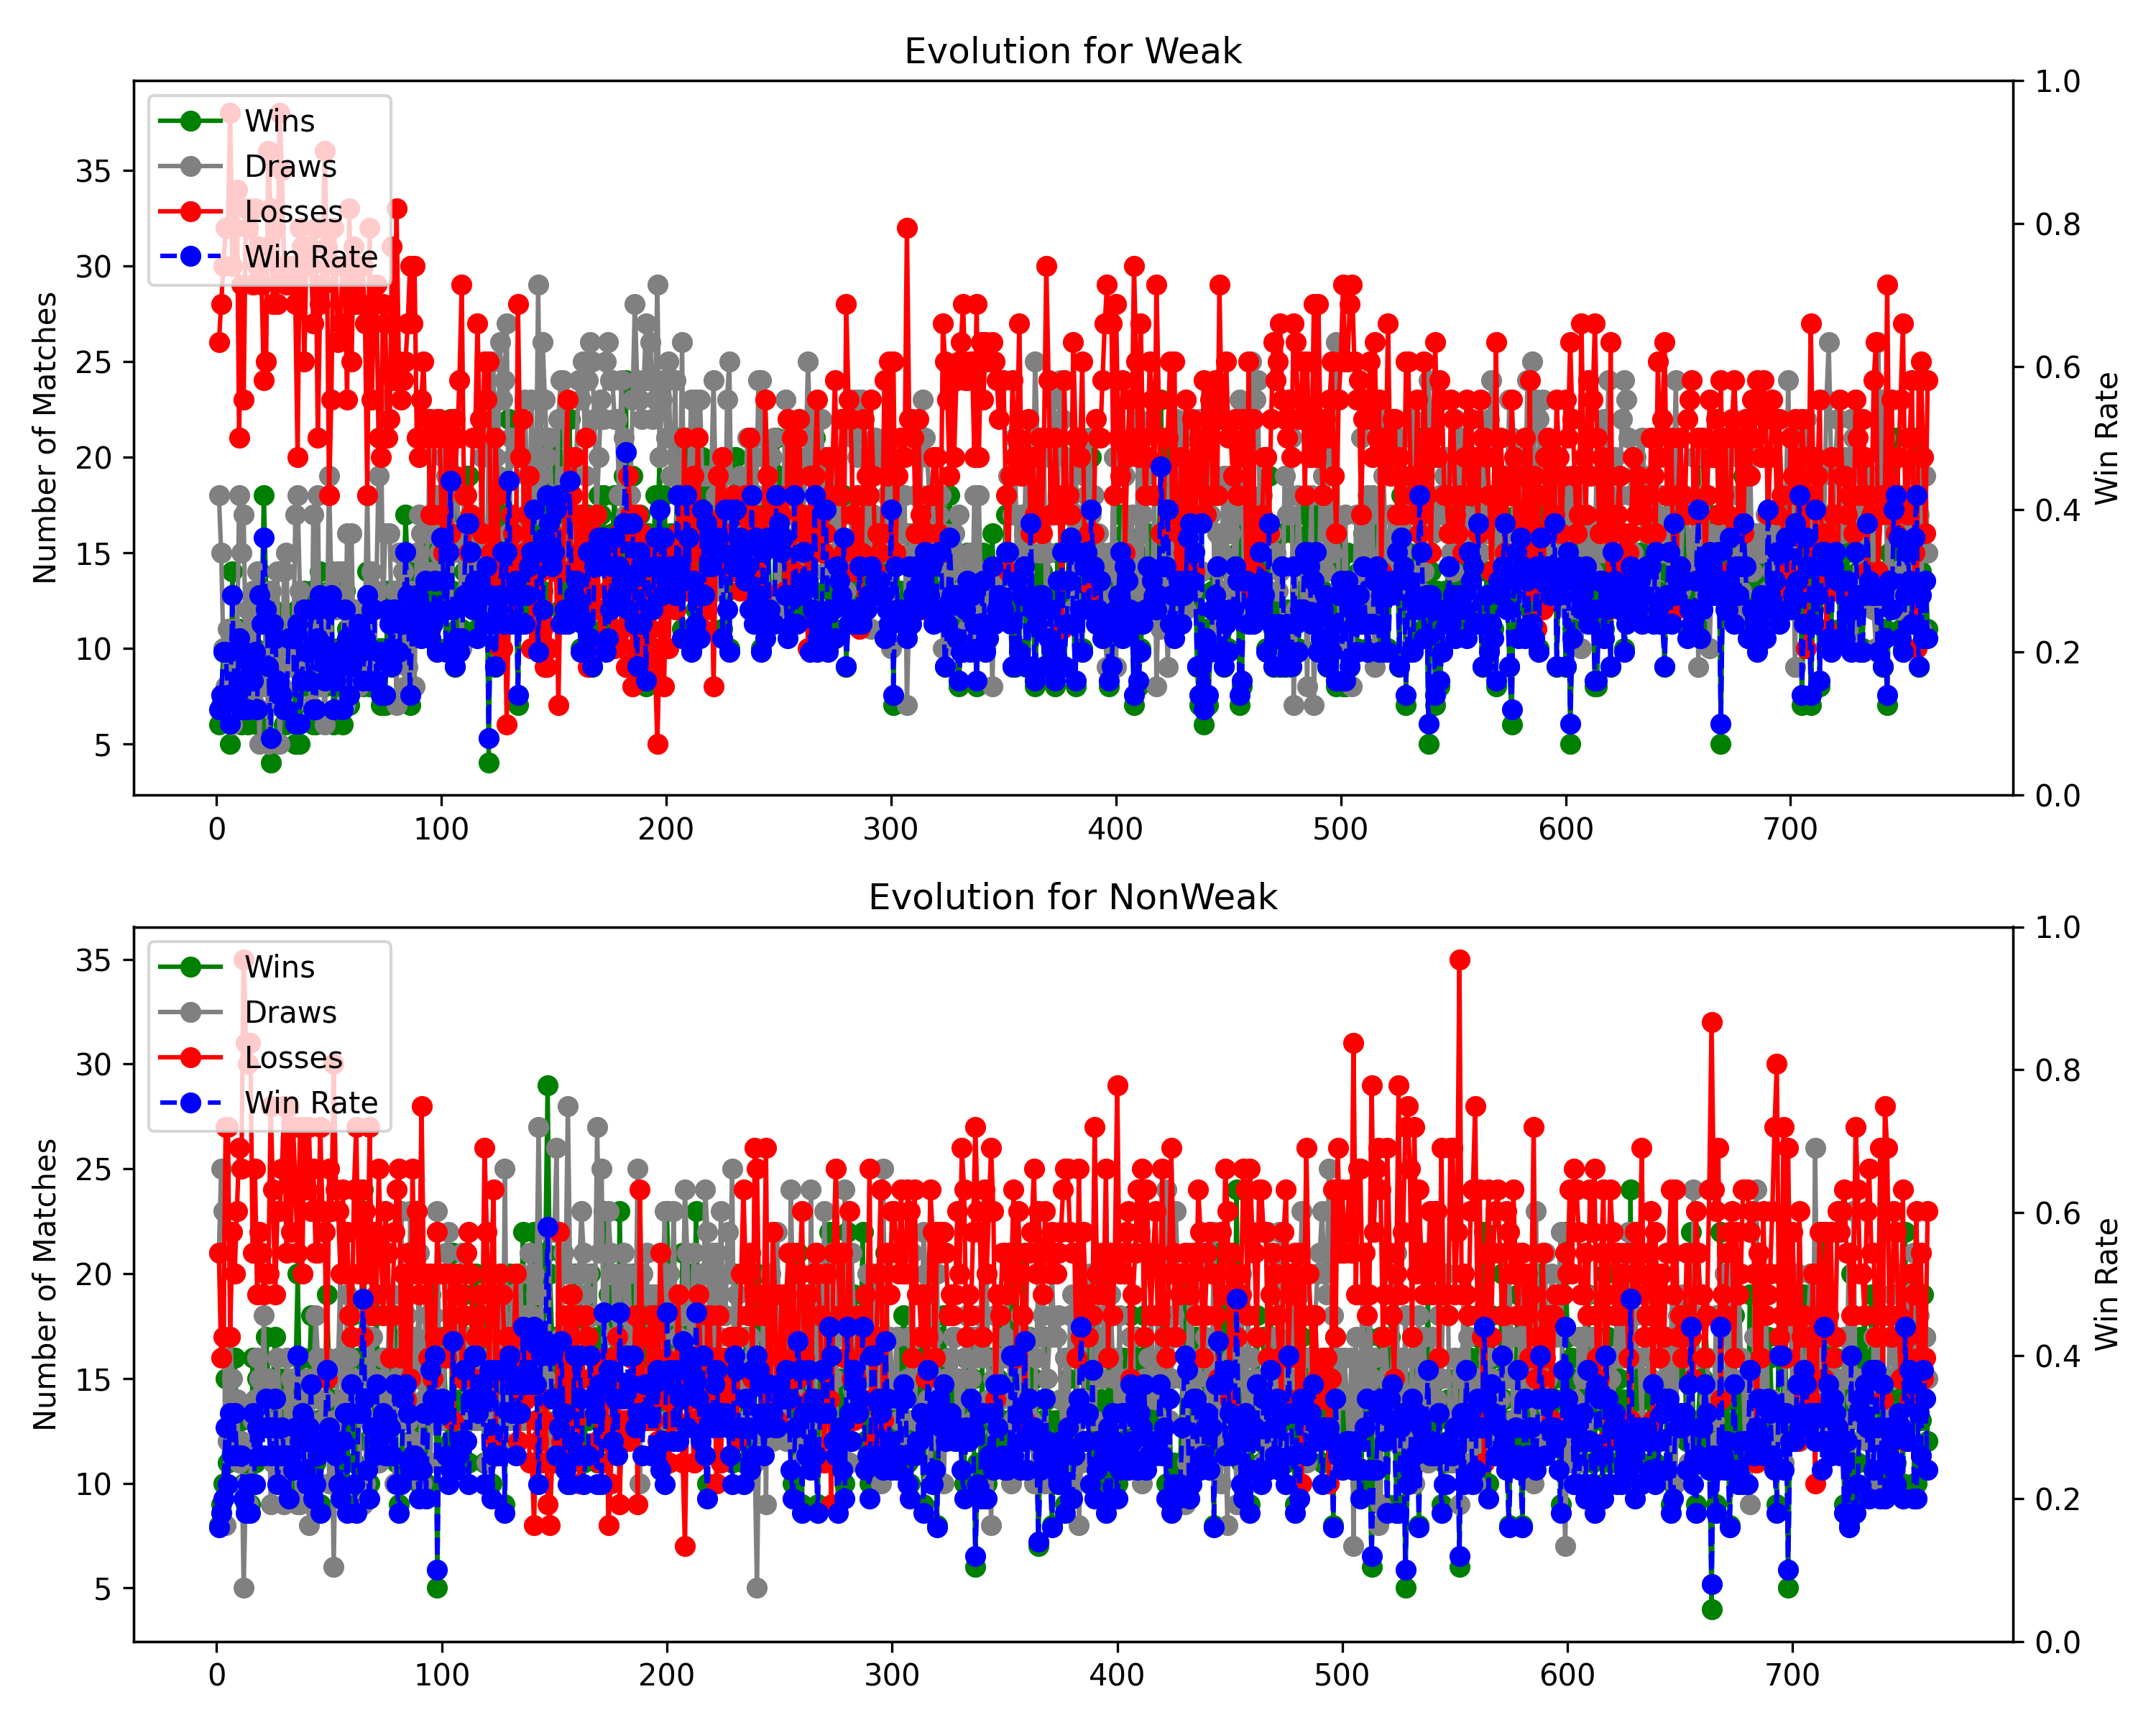 Evolution for Weak
Number of Matches
35
30
25
20
15
10
5
Wins
Draws
Losses
Win Rate
1.0
0.8
0.6
0.4
0.2
0.0
Win Rate
0 100 200 300 400 500 600 700
Evolution for NonWeak
Number of Matches
35
30
25
20
15
10
5
Wins
Draws
Losses
Win Rate
1.0
0.8
0.6
0.4
0.2
0.0
Win Rate
0 100 200 300 400 500 600 700